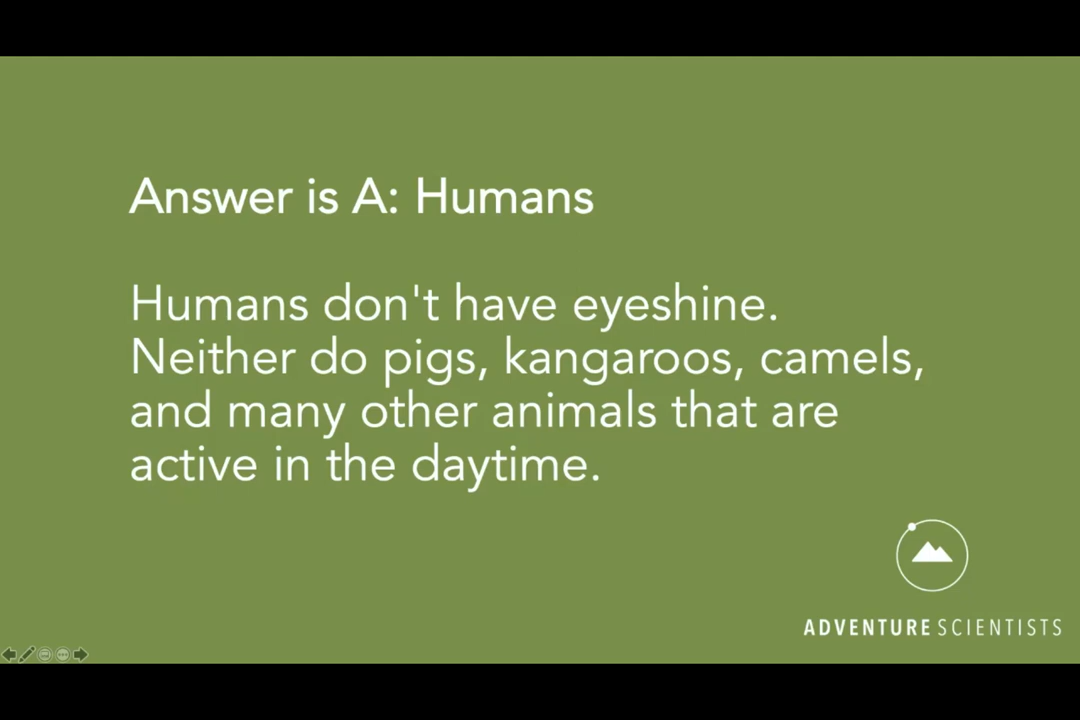 Answer is A: Humans
Humans don't have eyeshine.
Neither do pigs, kangaroos, camels,
and many other animals that are
active in the daytime.
ADVENTURE SCIENTISTS